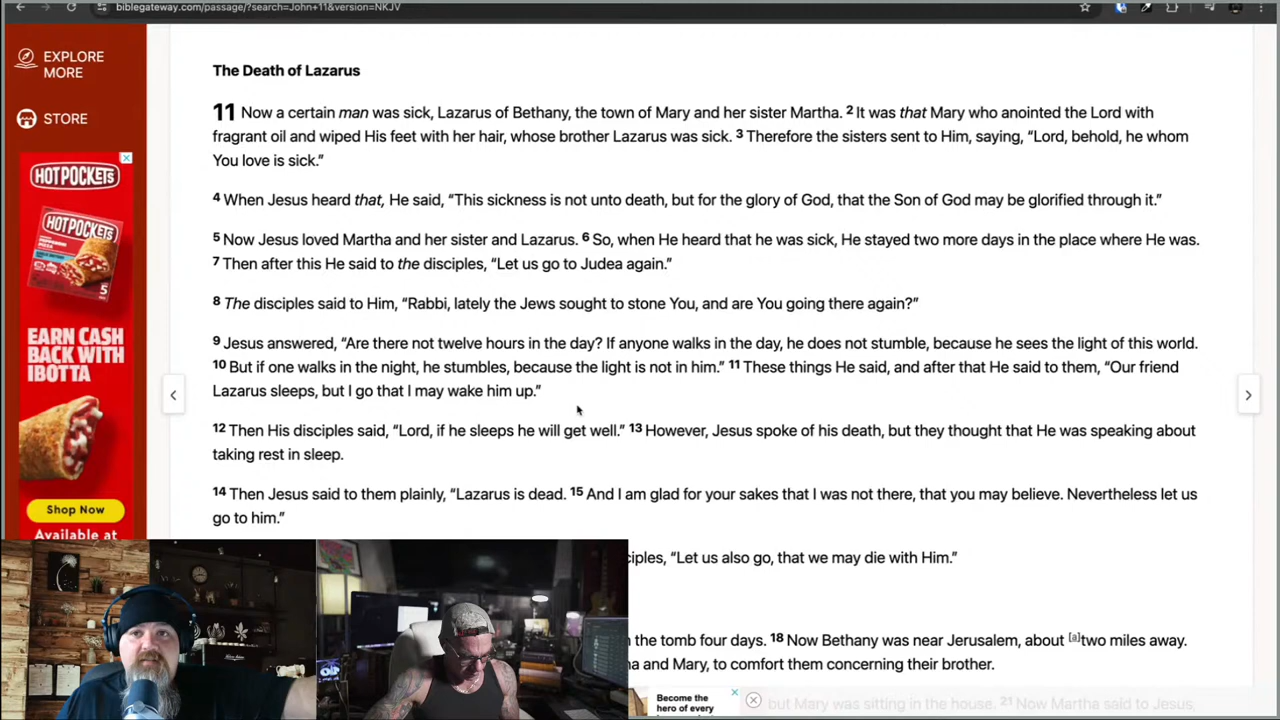 biblegateway.com/passage/?search=John+11&version=NKJV
EXPLORE
MORE
STORE
HOT POCKETS
HOT POCKETS
5
EARN CASH
BACK WITH
IBOTTA
Shop Now
Available at
The Death of Lazarus
11 Now a certain man was sick, Lazarus of Bethany, the town of Mary and her sister Martha. 2 It was that Mary who anointed the Lord with
fragrant oil and wiped His feet with her hair, whose brother Lazarus was sick. 3 Therefore the sisters sent to Him, saying, “Lord, behold, he whom
You love is sick.”
4 When Jesus heard that, He said, “This sickness is not unto death, but for the glory of God, that the Son of God may be glorified through it.”
5 Now Jesus loved Martha and her sister and Lazarus. 6 So, when He heard that he was sick, He stayed two more days in the place where He was.
7 Then after this He said to the disciples, “Let us go to Judea again.”
8 The disciples said to Him, “Rabbi, lately the Jews sought to stone You, and are You going there again?”
9 Jesus answered, “Are there not twelve hours in the day? If anyone walks in the day, he does not stumble, because he sees the light of this world.
10 But if one walks in the night, he stumbles, because the light is not in him.” 11 These things He said, and after that He said to them, “Our friend
Lazarus sleeps, but I go that I may wake him up.”
12 Then His disciples said, “Lord, if he sleeps he will get well.” 13 However, Jesus spoke of his death, but they thought that He was speaking about
taking rest in sleep.
14 Then Jesus said to them plainly, “Lazarus is dead. 15 And I am glad for your sakes that I was not there, that you may believe. Nevertheless let us
go to him.”
ciples, “Let us also go, that we may die with Him.”
the tomb four days. 18 Now Bethany was near Jerusalem, about [a]two miles away.
and Mary, to comfort them concerning their brother.
but Mary was sitting in the house. 21 Now Martha said to Jesus,
Become the
hero of every